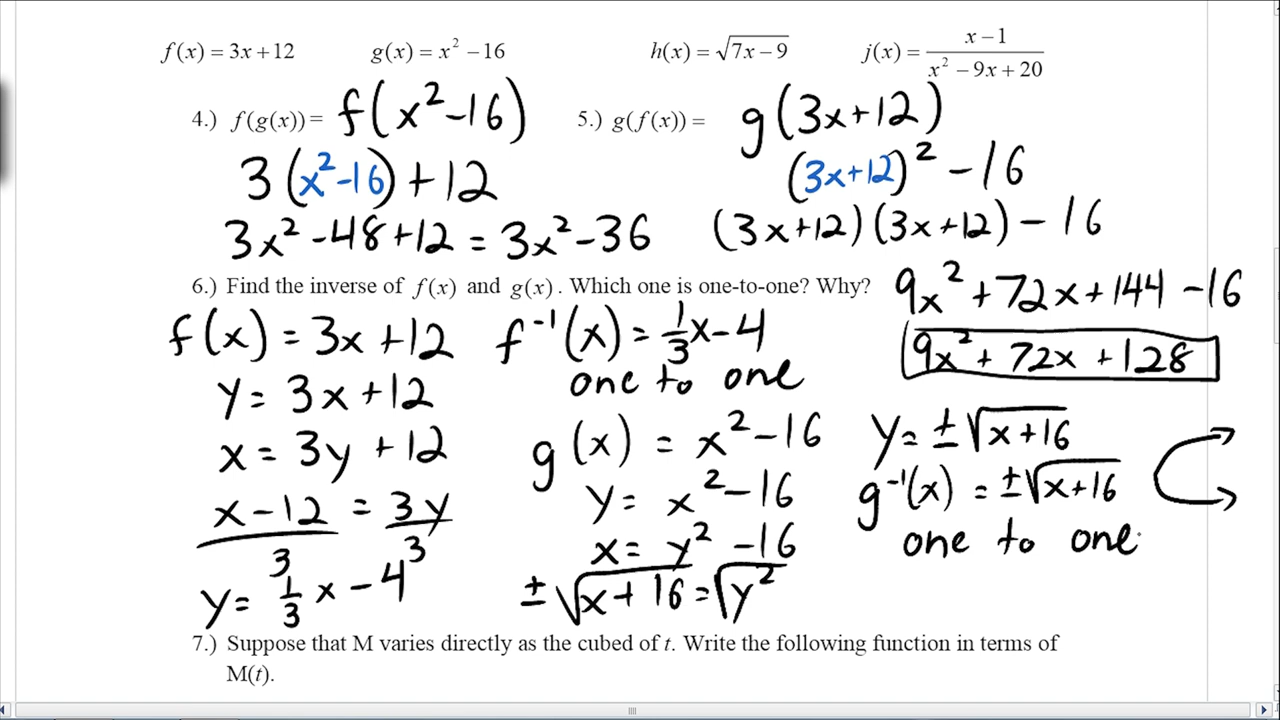 f(x) = 3x + 12    g(x) = x² − 16    h(x) = √(7x − 9)    j(x) = (x − 1)/(x² − 9x + 20)
4.) f(g(x)) = f(x² − 16)
3(x² − 16) + 12
3x² − 48 + 12 = 3x² − 36
5.) g(f(x)) = g(3x + 12)
(3x + 12)² − 16
(3x + 12)(3x + 12) − 16
9x² + 72x + 144 − 16
9x² + 72x + 128
6.) Find the inverse of f(x) and g(x). Which one is one-to-one? Why?
f(x) = 3x + 12
y = 3x + 12
x = 3y + 12
x − 12 = 3y
3 3
y = 1/3 x − 4
f⁻¹(x) = 1/3 x − 4
one to one
g(x) = x² − 16
y = x² − 16
x = y² − 16
± √(x + 16) = √(y²)
y = ± √(x + 16)
g⁻¹(x) = ± √(x + 16)
one to one
7.) Suppose that M varies directly as the cubed of t. Write the following function in terms of
M(t).